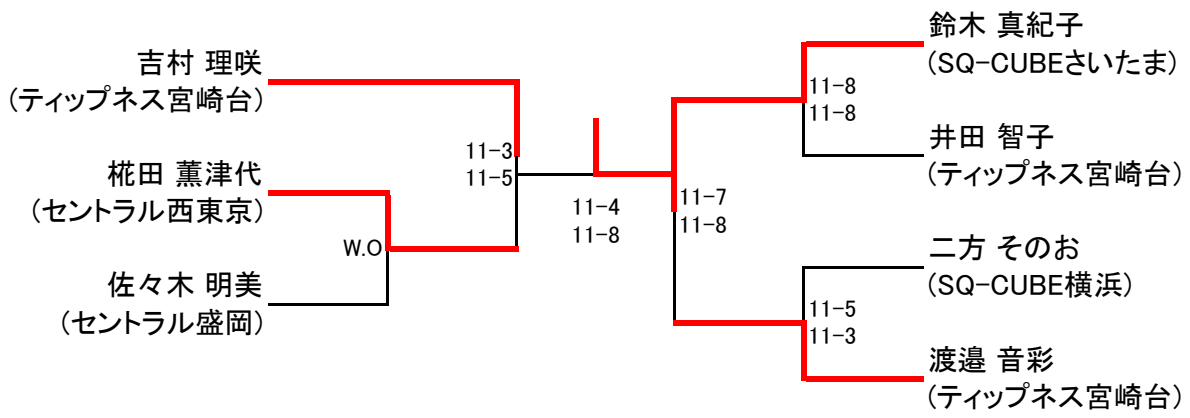 吉村 理咲
(ティップネス宮崎台)
椛田 薫津代
(セントラル西東京)
佐々木 明美
(セントラル盛岡)
W.O
11-3
11-5
11-4
11-8
11-7
11-8
鈴木 真紀子
(SQ-CUBEさいたま)
11-8
11-8
井田 智子
(ティップネス宮崎台)
二方 そのお
(SQ-CUBE横浜)
11-5
11-3
渡邉 音彩
(ティップネス宮崎台)